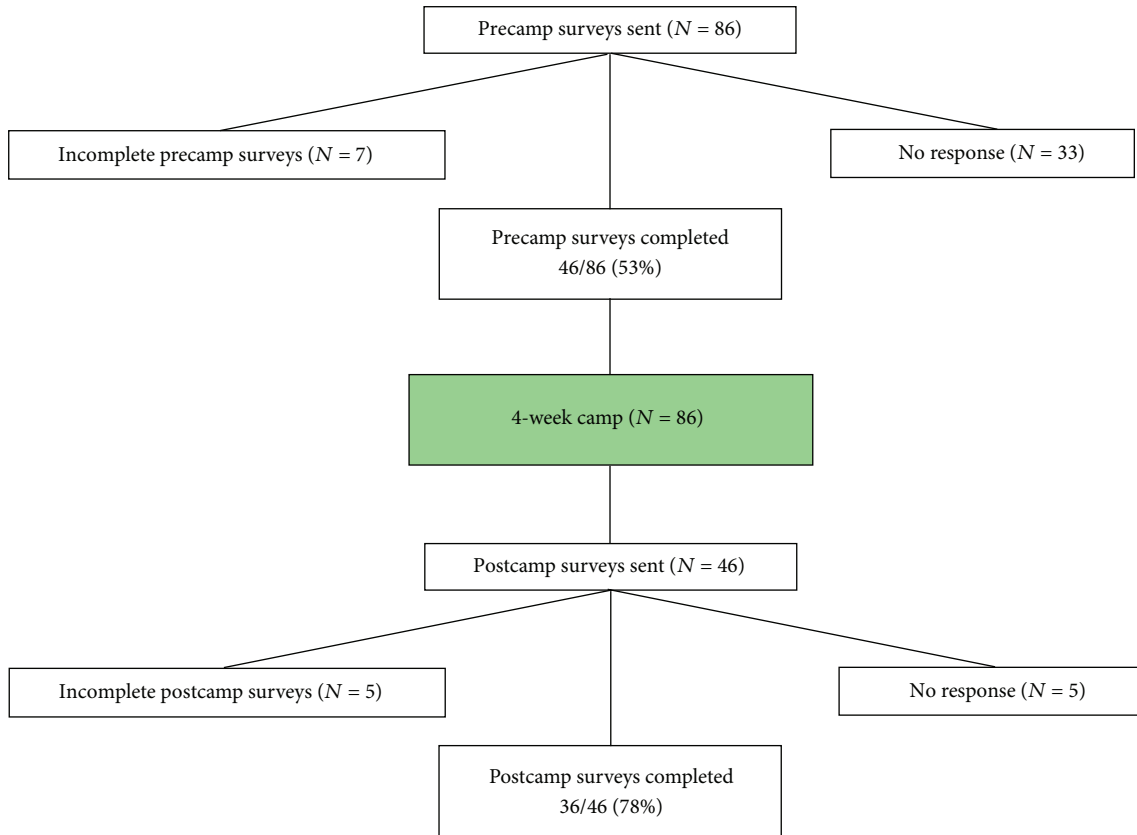 Precamp surveys sent (N = 86)
Incomplete precamp surveys (N = 7)
No response (N = 33)
Precamp surveys completed
46/86 (53%)
4-week camp (N = 86)
Postcamp surveys sent (N = 46)
Incomplete postcamp surveys (N = 5)
No response (N = 5)
Postcamp surveys completed
36/46 (78%)